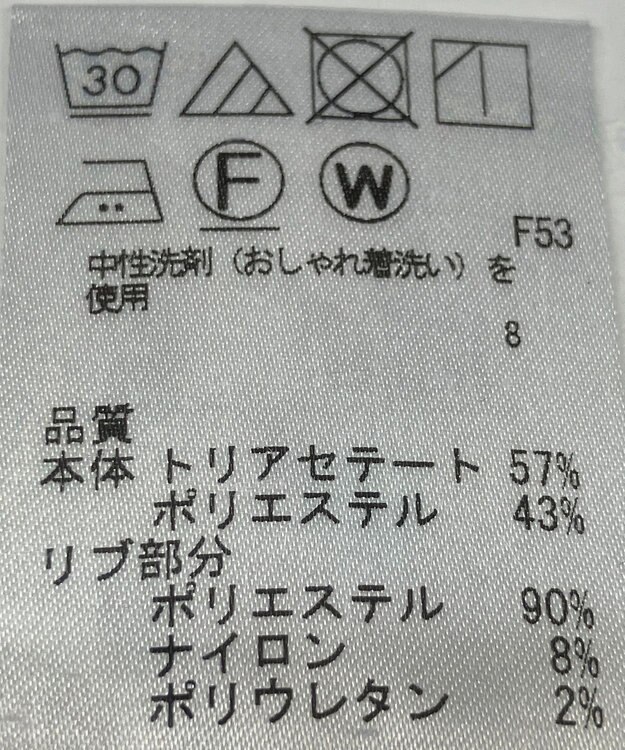 30
F W
F53
中性洗剤（おしゃれ着洗い）を
使用
8
品質
本体 トリアセテート 57%
ポリエステル 43%
リブ部分
ポリエステル 90%
ナイロン 8%
ポリウレタン 2%